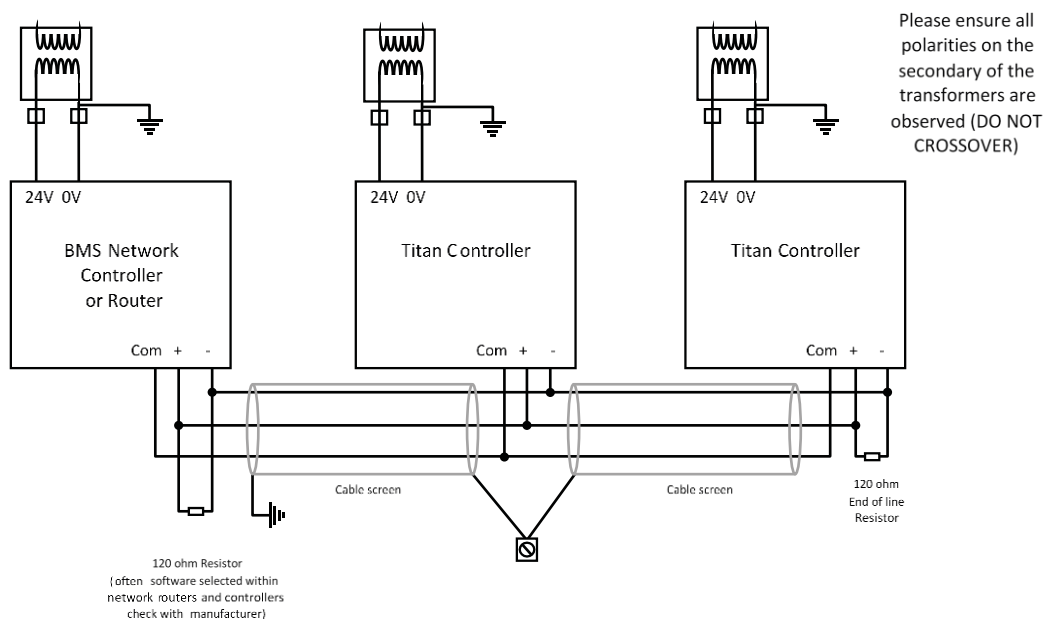 Please ensure all
polarities on the
secondary of the
transformers are
observed (DO NOT
CROSSOVER)
24V 0V
BMS Network
Controller
or Router
Com + -
24V 0V
Titan Controller
Com + -
24V 0V
Titan Controller
Com + -
Cable screen
Cable screen
120 ohm
End of line
Resistor
120 ohm Resistor
(often software selected within
network routers and controllers
check with manufacturer)